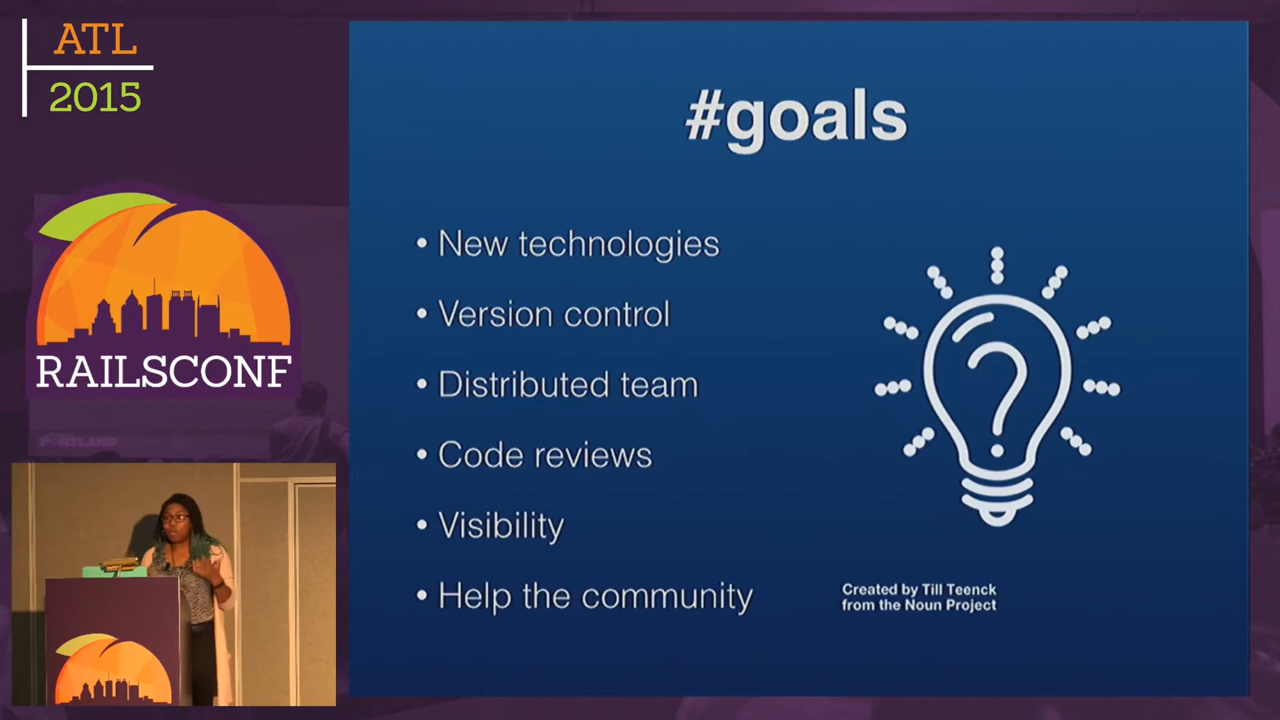 ATL
2015
RAILSCONF
PORTLAND
#goals
• New technologies
• Version control
• Distributed team
• Code reviews
• Visibility
• Help the community
Created by Till Teenck
from the Noun Project